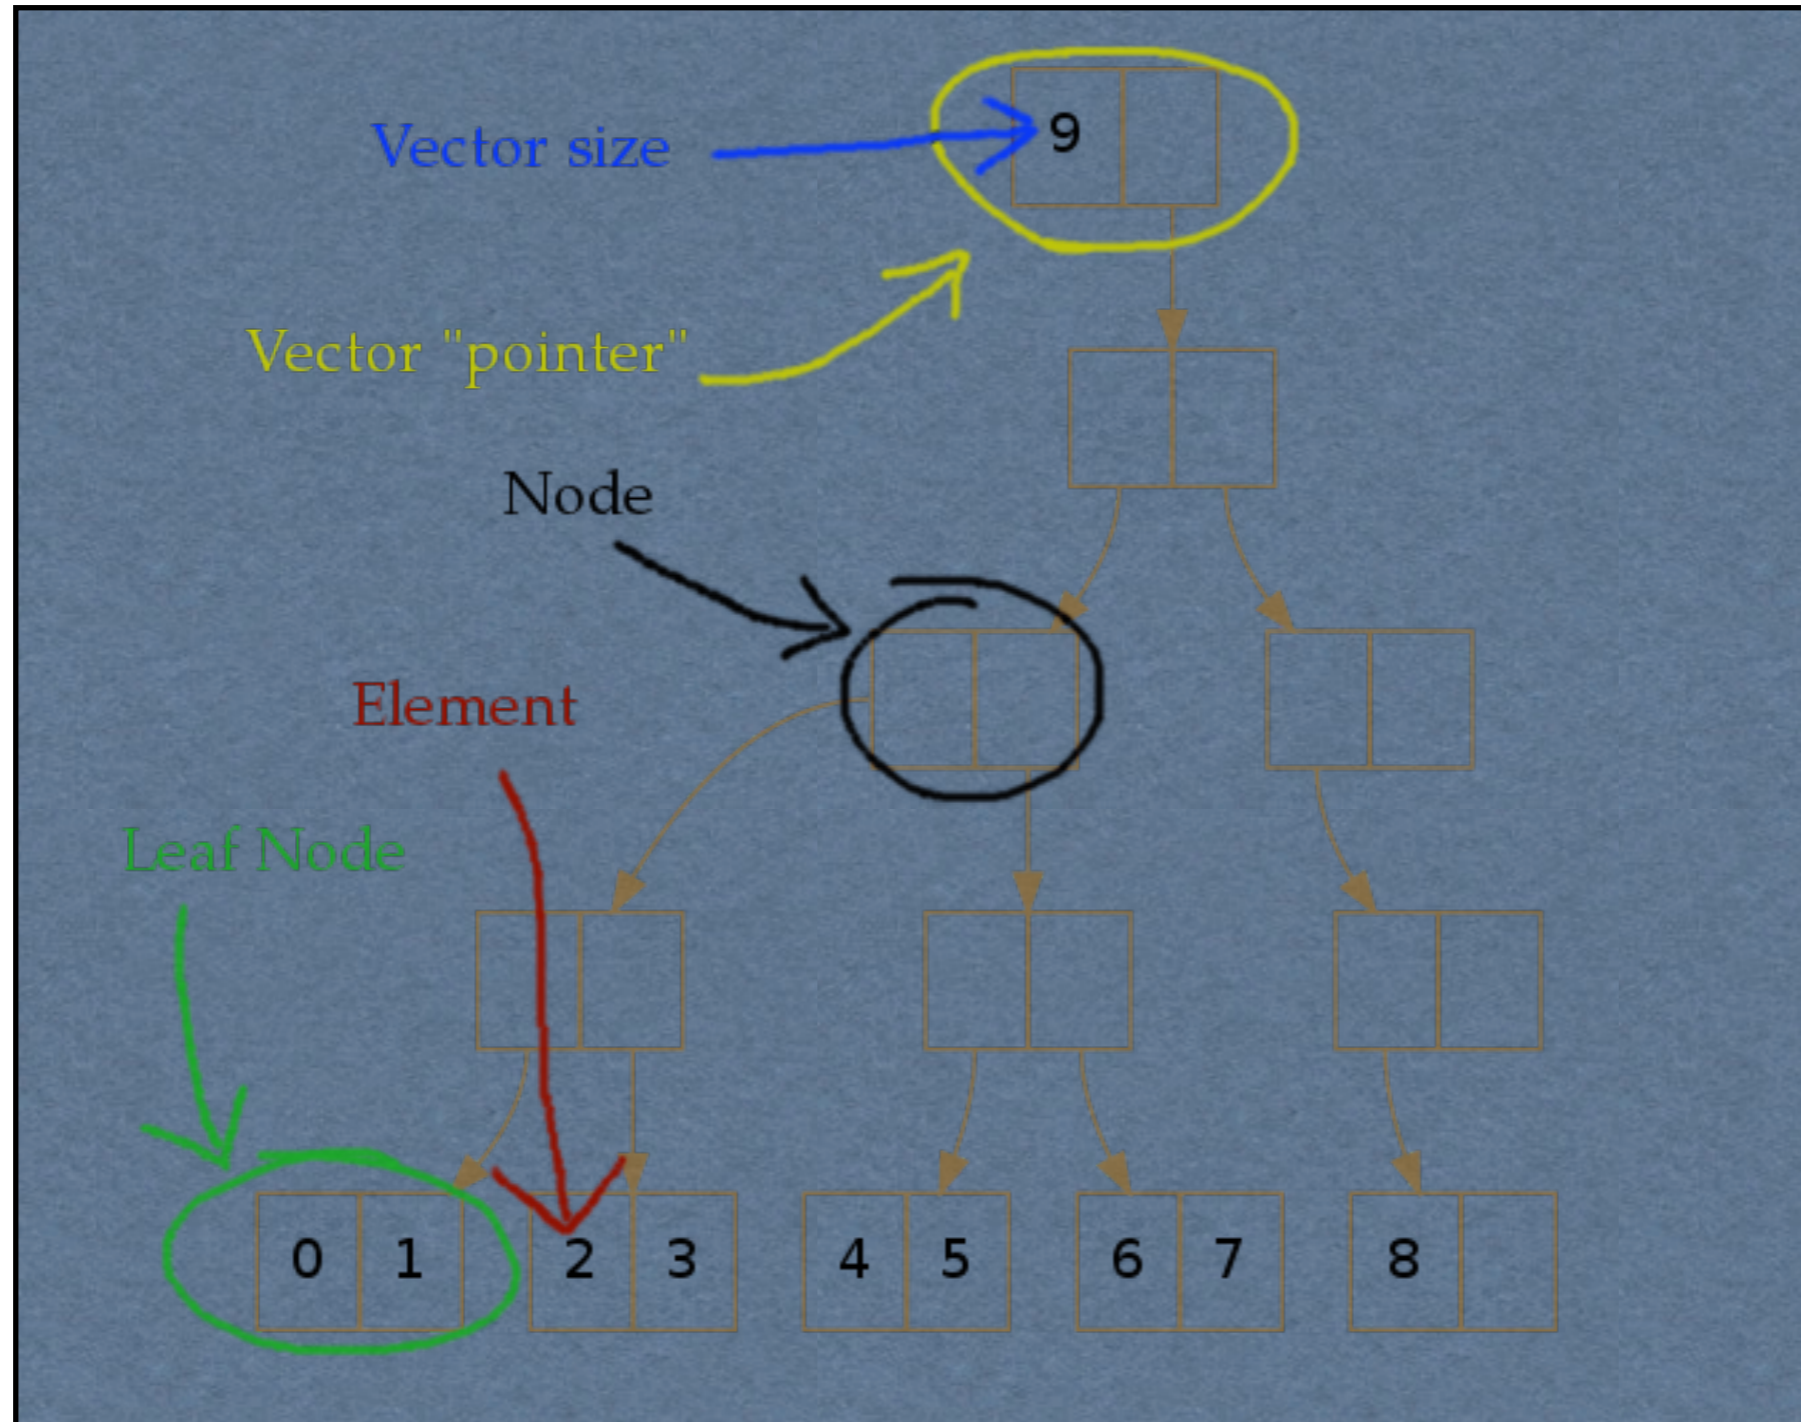 Vector size
9
Vector "pointer"
Node
Element
Leaf Node
0 1 2 3 4 5 6 7 8